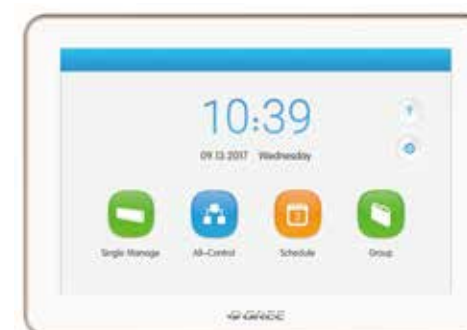 10:39
09.13.2017 Wednesday
Single Manage All-Control Schedule Group
GREE